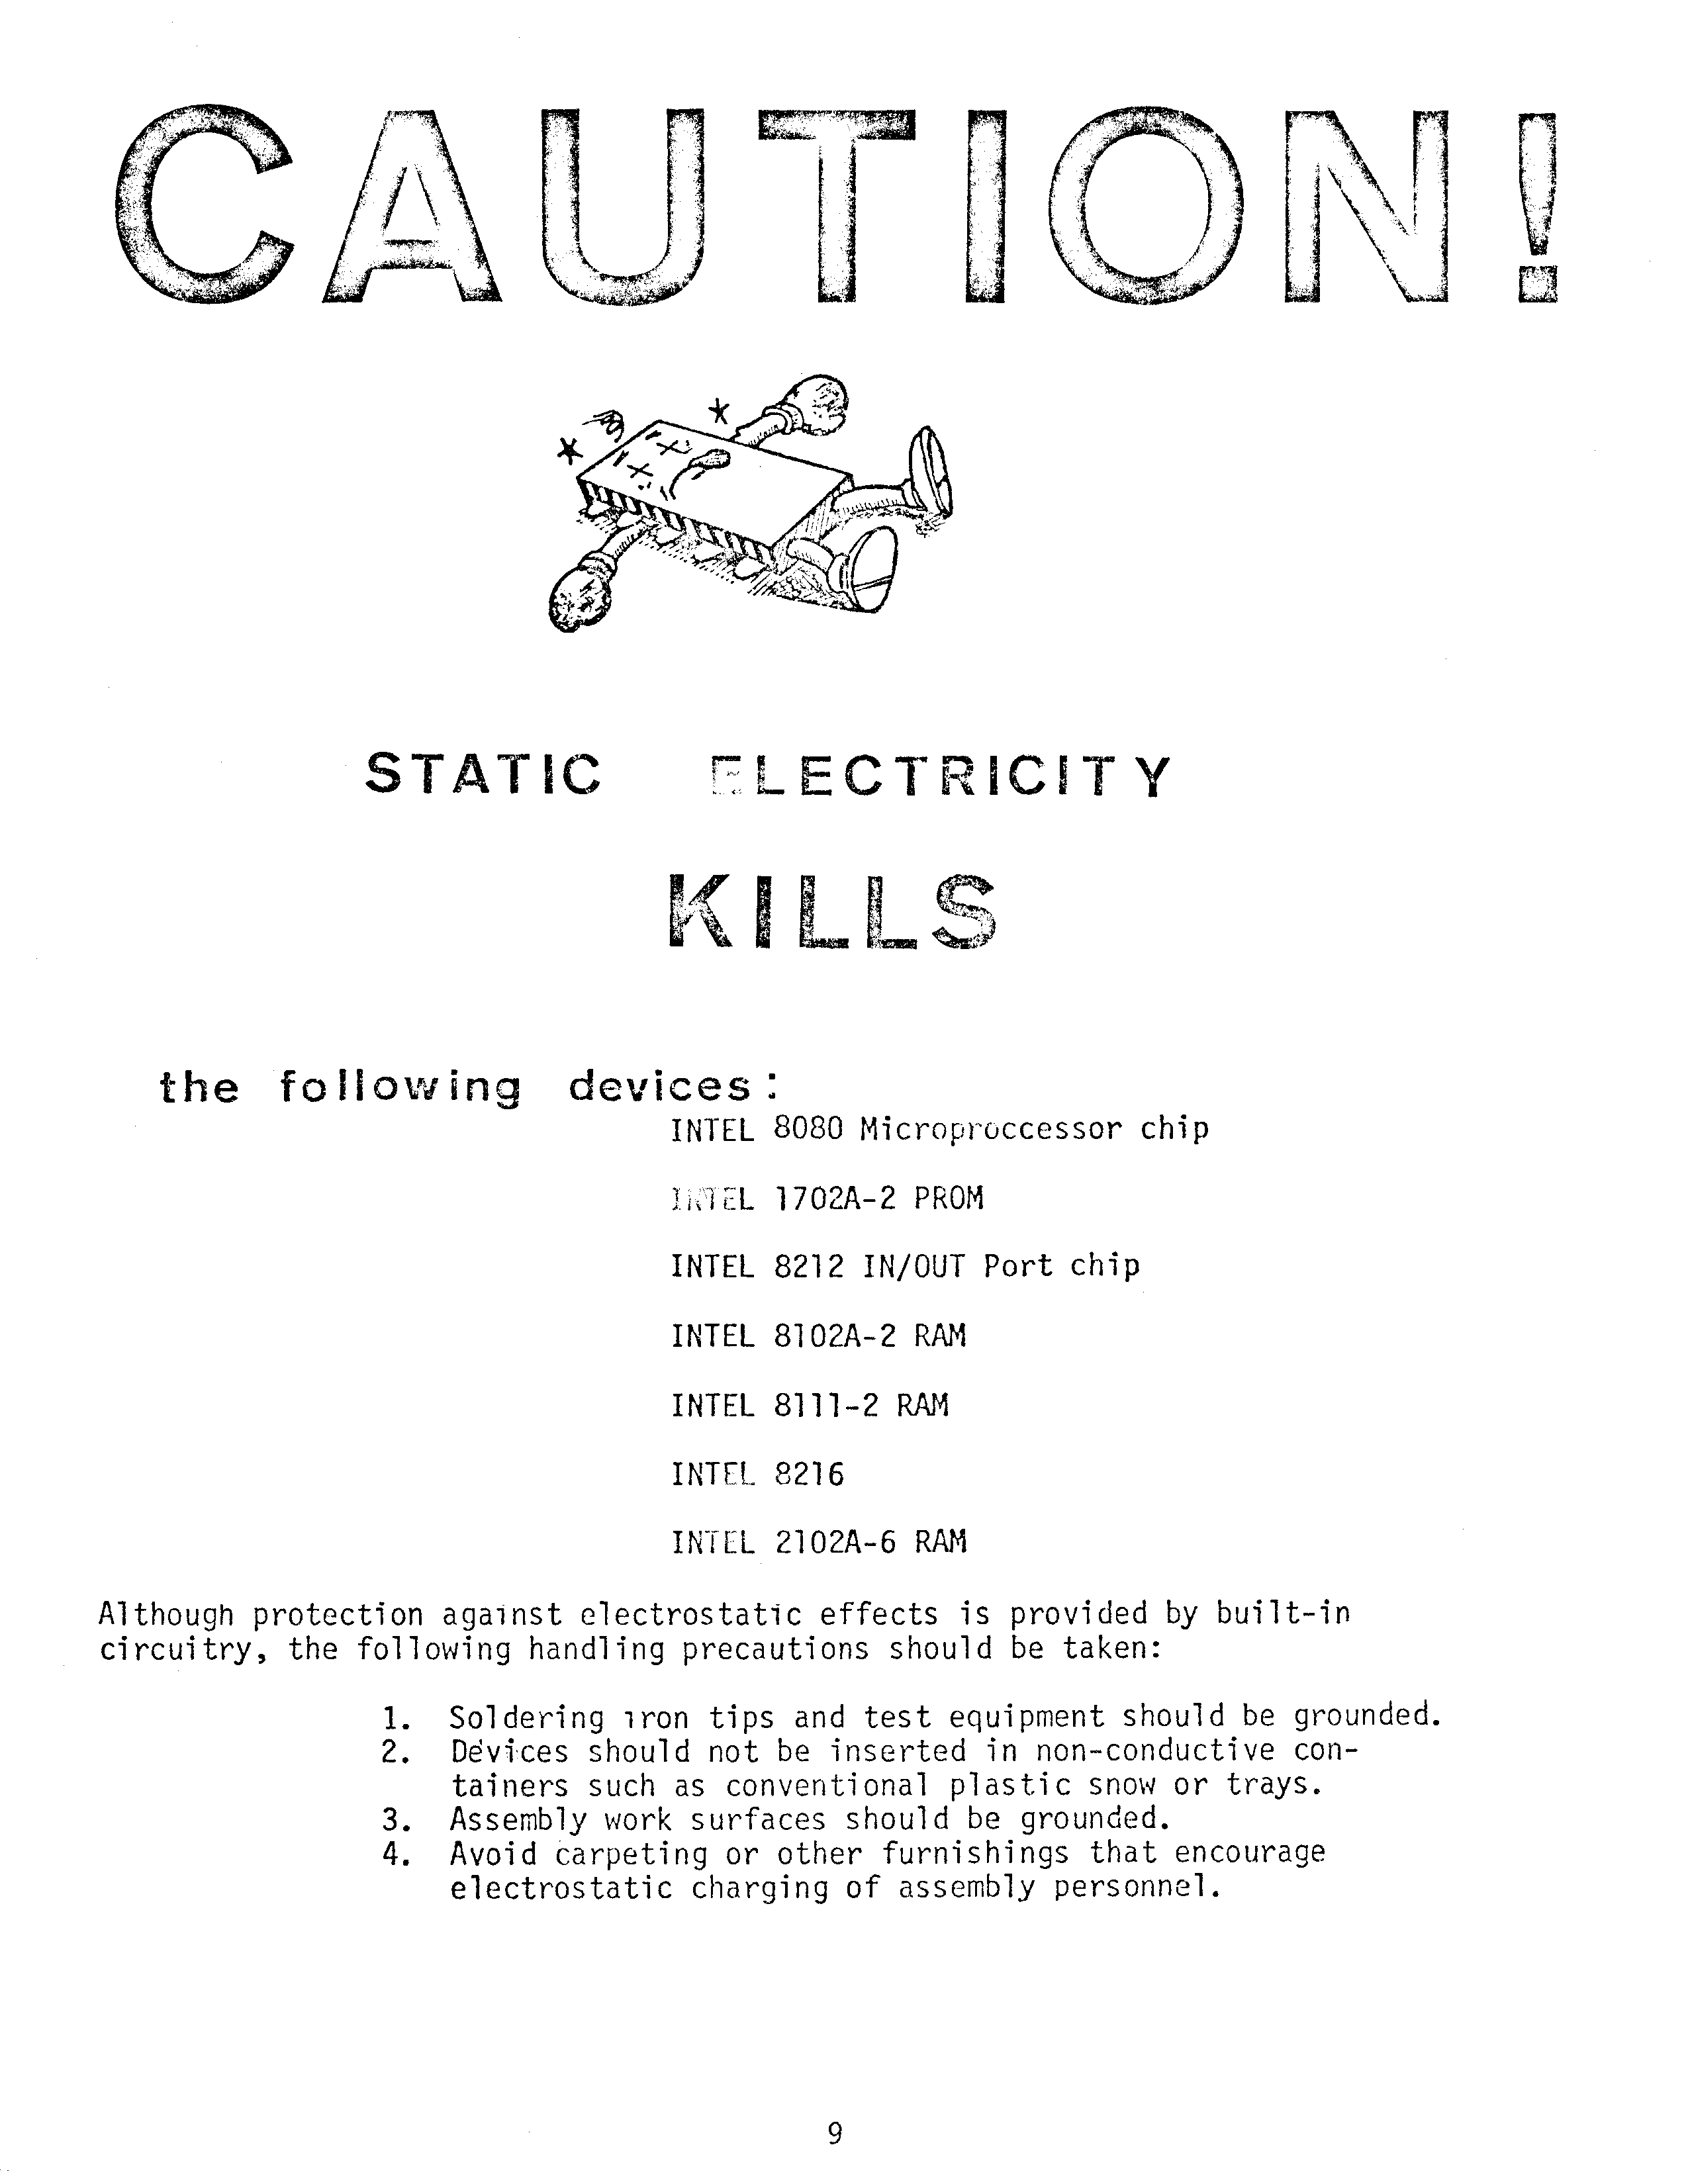 CAUTION!
STATIC ELECTRICITY
KILLS
the following devices:
INTEL 8080 Microproccessor chip
INTEL 1702A-2 PROM
INTEL 8212 IN/OUT Port chip
INTEL 8102A-2 RAM
INTEL 8111-2 RAM
INTEL 8216
INTEL 2102A-6 RAM
Although protection against electrostatic effects is provided by built-in
circuitry, the following handling precautions should be taken:
1. Soldering iron tips and test equipment should be grounded.
2. Devices should not be inserted in non-conductive con-
tainers such as conventional plastic snow or trays.
3. Assembly work surfaces should be grounded.
4. Avoid carpeting or other furnishings that encourage
electrostatic charging of assembly personnel.
9